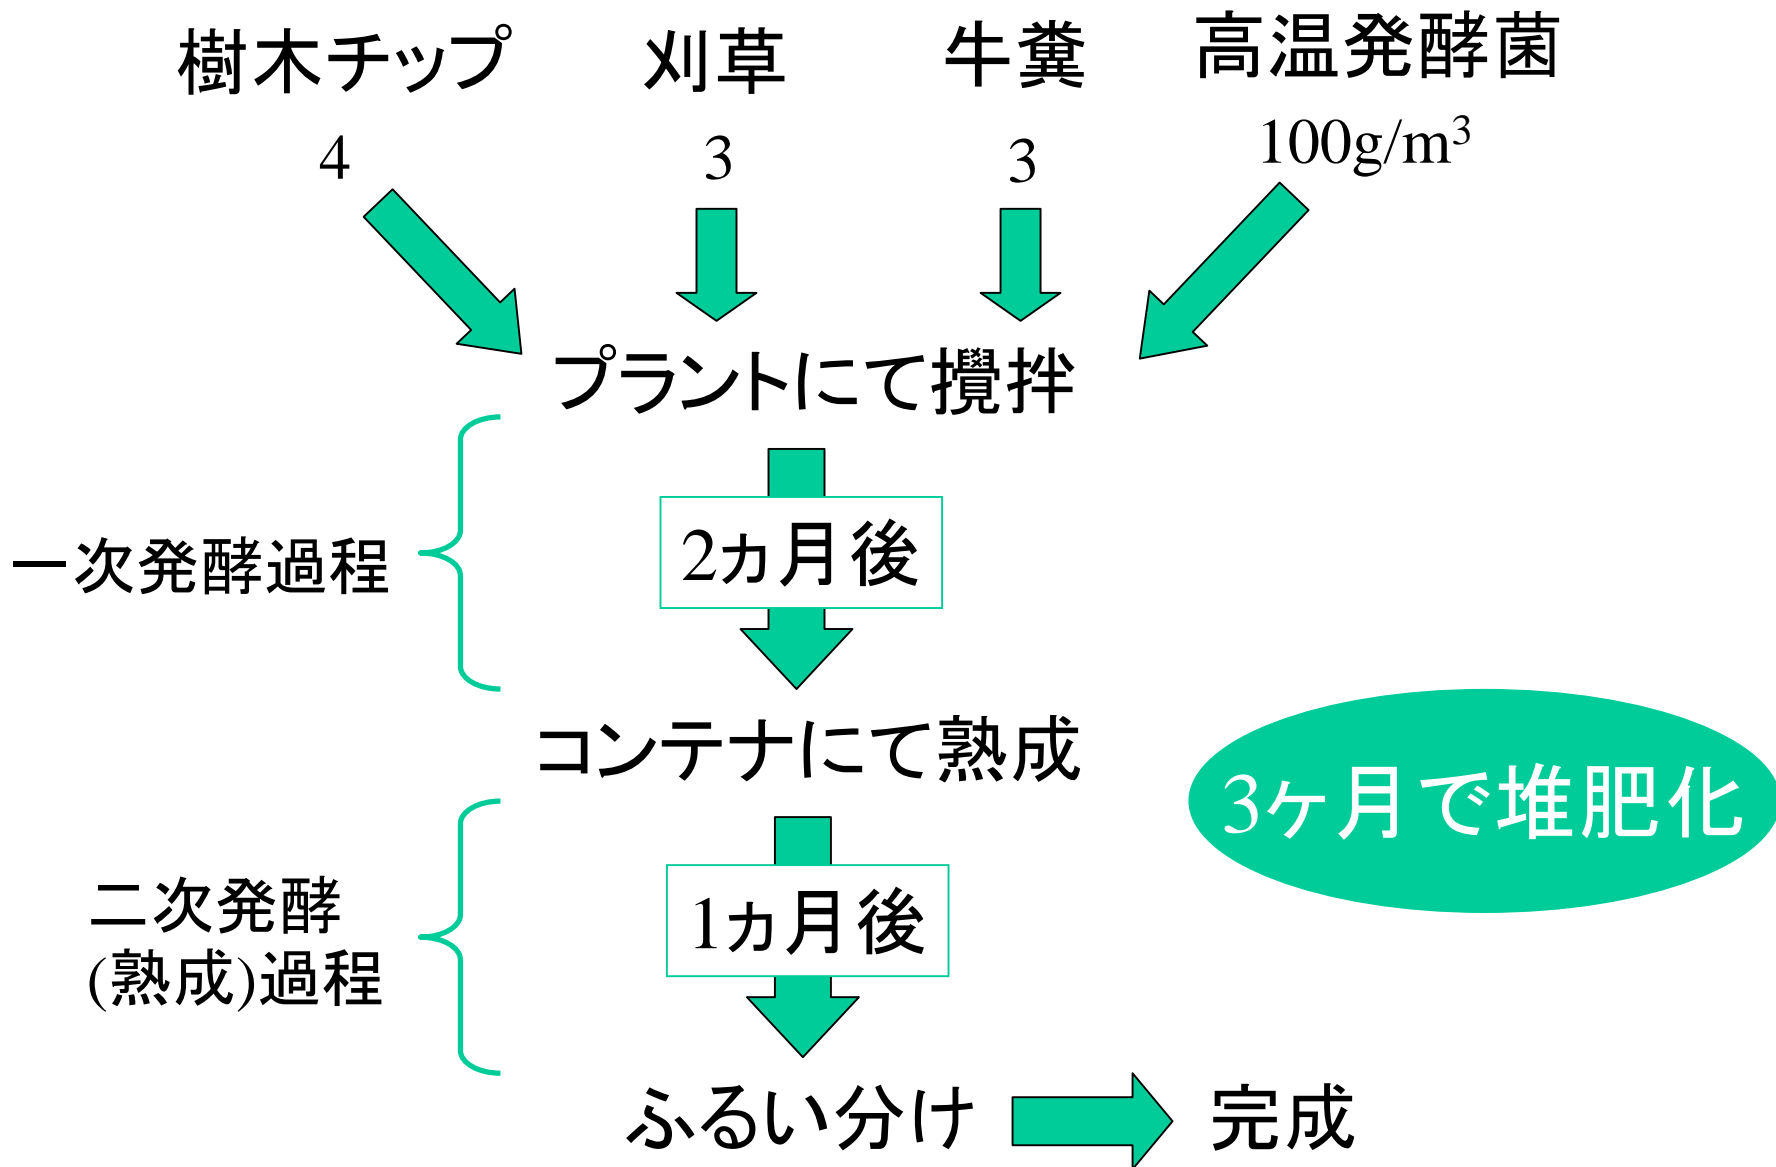 樹木チップ 刈草 牛糞 高温発酵菌
4 3 3 100g/m³
プラントにて攪拌
一次発酵過程
2ヵ月後
コンテナにて熟成
3ヶ月で堆肥化
二次発酵
(熟成)過程
1ヵ月後
ふるい分け 完成